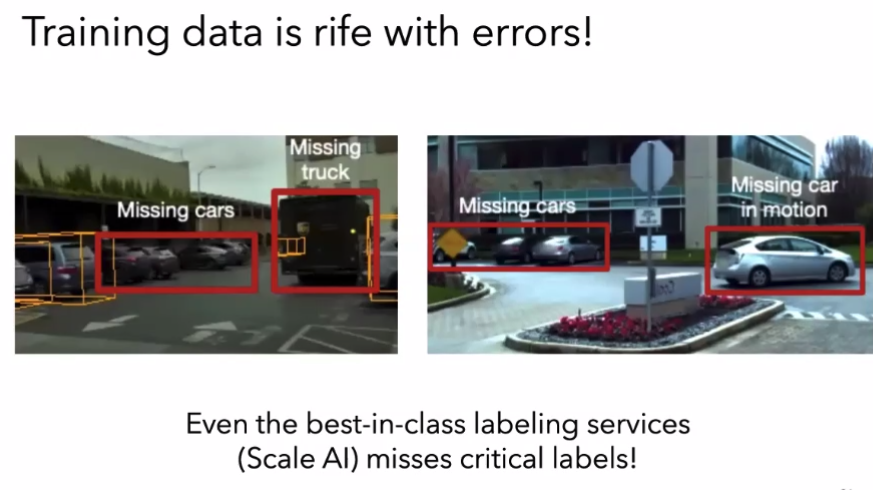 Training data is rife with errors!
Missing
truck
Missing cars
Missing cars
Missing car
in motion
Even the best-in-class labeling services
(Scale AI) misses critical labels!